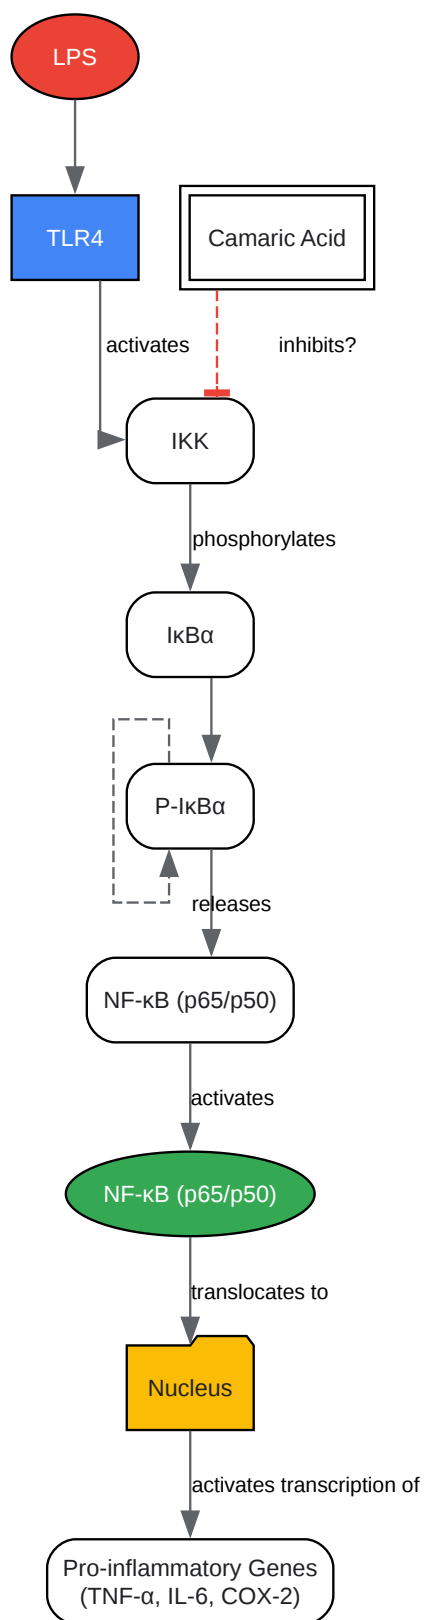 LPS
TLR4
Camaric Acid
activates
inhibits?
IKK
phosphorylates
IκBα
P-IκBα
releases
NF-κB (p65/p50)
activates
NF-κB (p65/p50)
translocates to
Nucleus
activates transcription of
Pro-inflammatory Genes
(TNF-α, IL-6, COX-2)